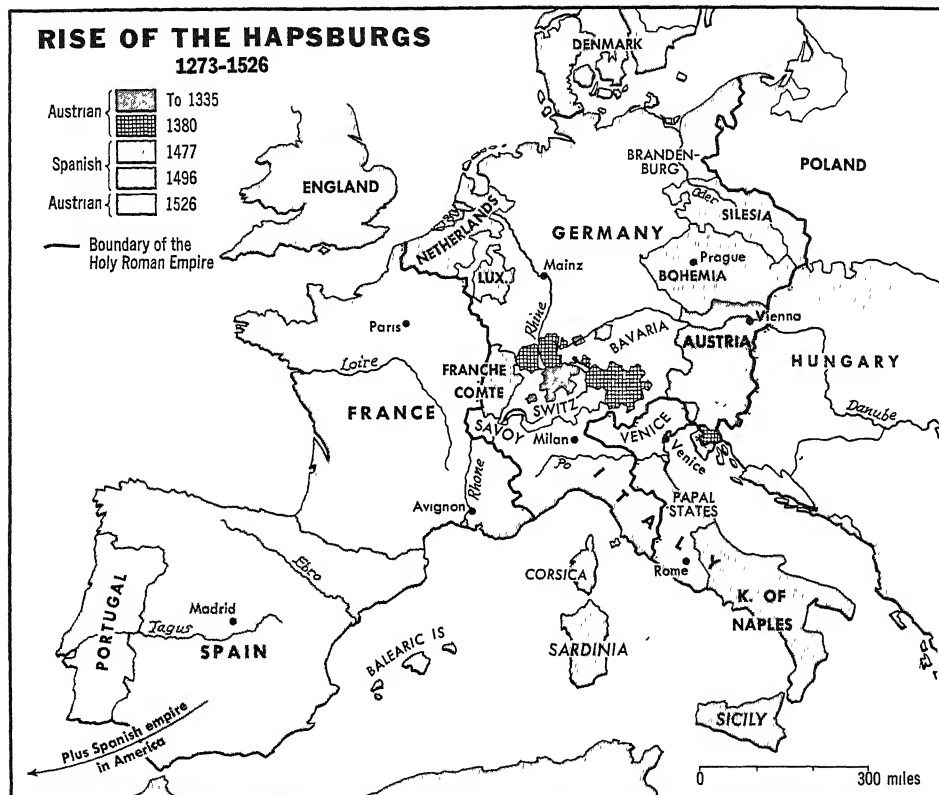 RISE OF THE HAPSBURGS
1273-1526
Austrian
To 1335
1380
Spanish
1477
1496
Austrian
1526
Boundary of the
Holy Roman Empire
DENMARK
BRANDEN-
BURG
POLAND
ENGLAND
NETHERLANDS
Oder
SILESIA
GERMANY
LUX.
Mainz
Prague
BOHEMIA
Paris
Rhine
BAVARIA
Vienna
AUSTRIA
HUNGARY
Loire
FRANCHE
COMTE
FRANCE
SWITZ
SAVOY
Milan
VENICE
Venice
Danube
Po
Rhone
Avignon
ITALY
PAPAL
STATES
CORSICA
Rome
Ebro
PORTUGAL
Madrid
Tagus
SPAIN
BALEARIC IS
SARDINIA
K. OF
NAPLES
SICILY
Plus Spanish empire
in America
0 300 miles